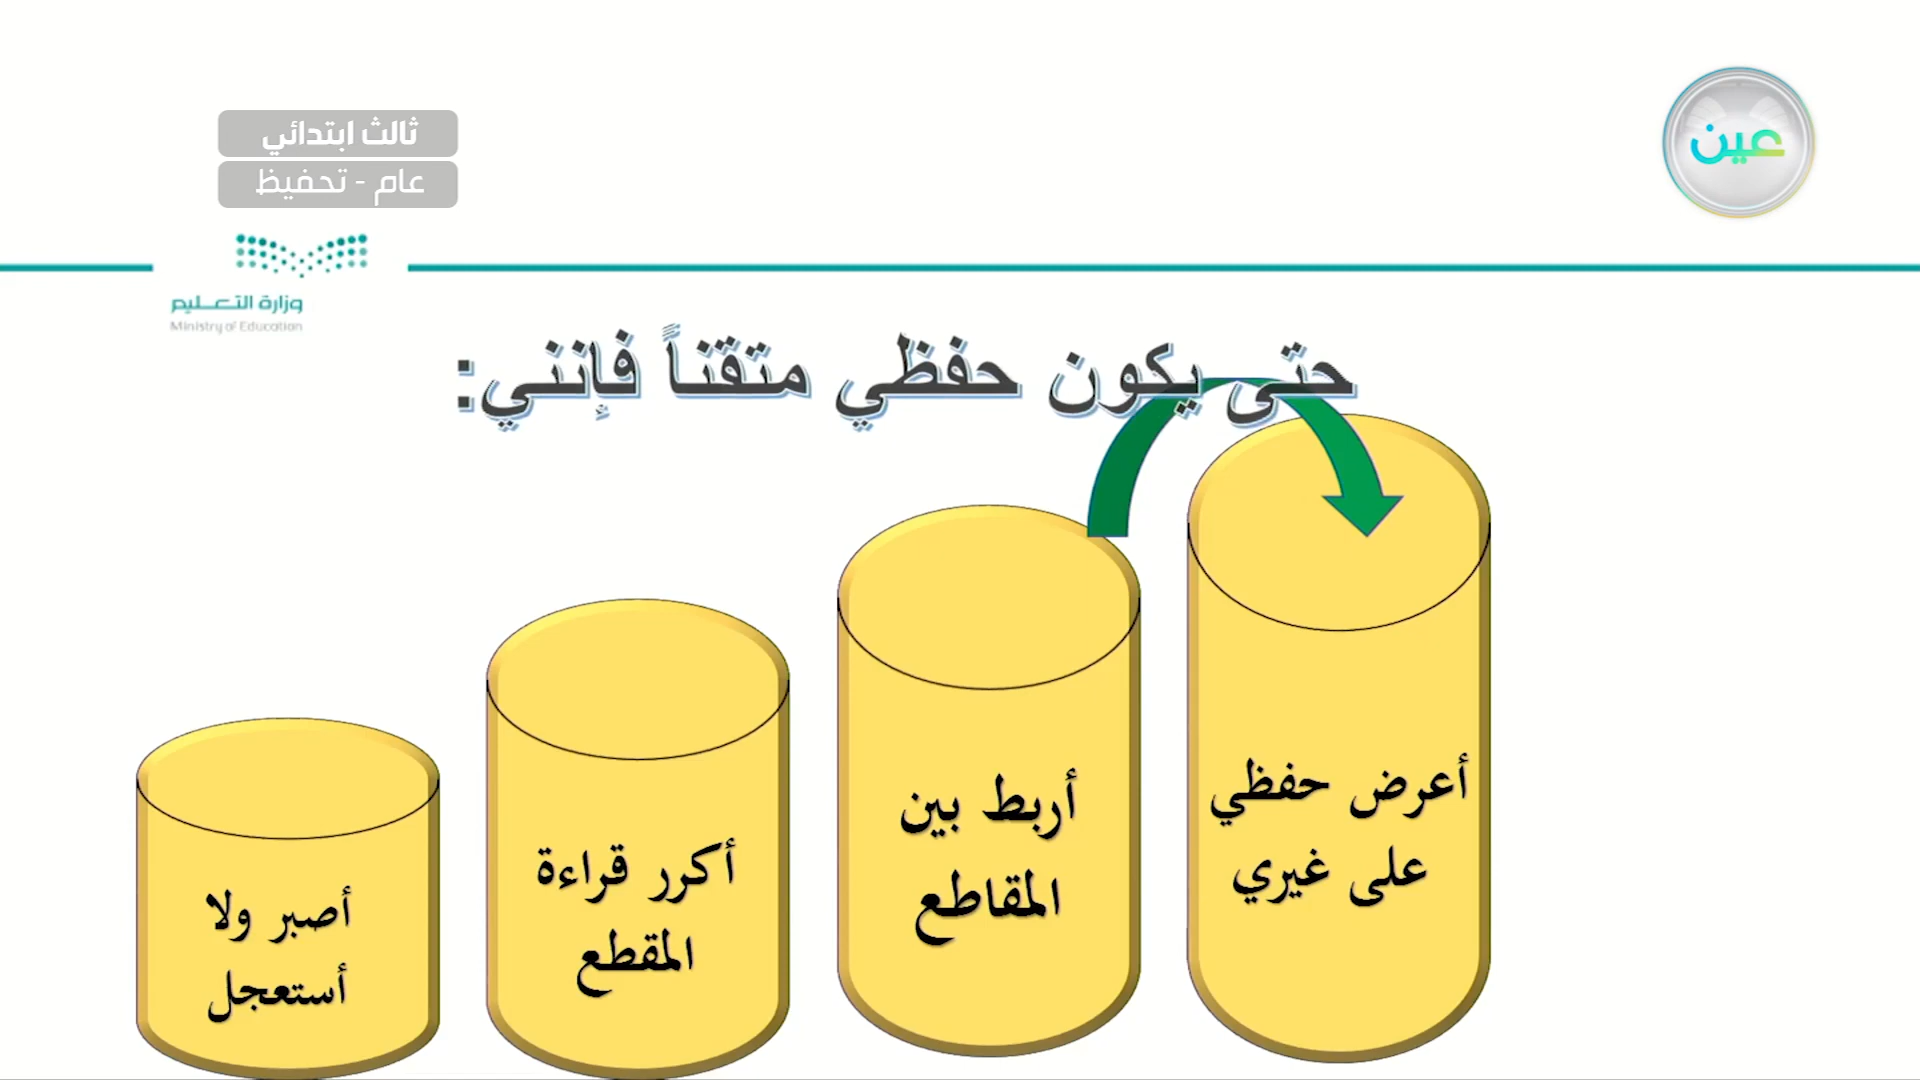 ثالث ابتدائي
عام - تحفيظ
عين
وزارة التعليم
Ministry of Education
حتى يكون حفظي متقناً فإنني:
أعرض حفظي
على غيري
أربط بين
المقاطع
أكرر قراءة
المقطع
أصبر ولا
أستعجل